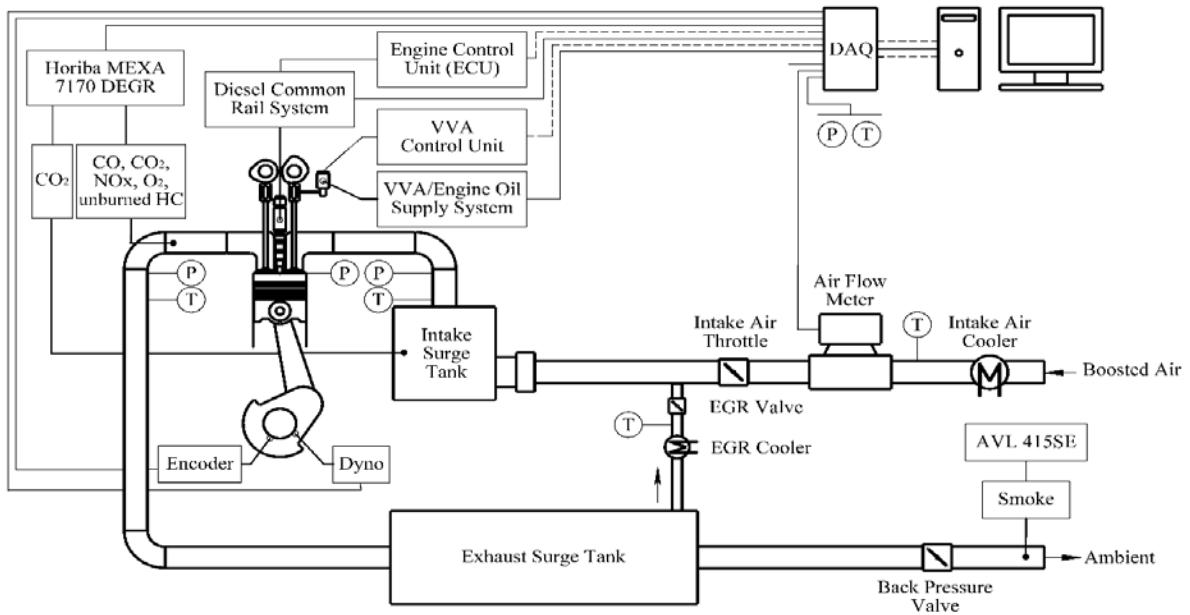 Horiba MEXA
7170 DEGR
Engine Control
Unit (ECU)
DAQ
Diesel Common
Rail System
VVA
Control Unit
P
T
CO₂
CO, CO₂,
NOx, O₂,
unburned HC
VVA/Engine Oil
Supply System
P
T
P
P
T
Air Flow
Meter
Intake Air
Throttle
T
Intake Air
Cooler
Intake
Surge
Tank
Boosted Air
M
EGR Valve
T
EGR Cooler
M
AVL 415SE
Encoder
Dyno
Smoke
Exhaust Surge Tank
Ambient
Back Pressure
Valve